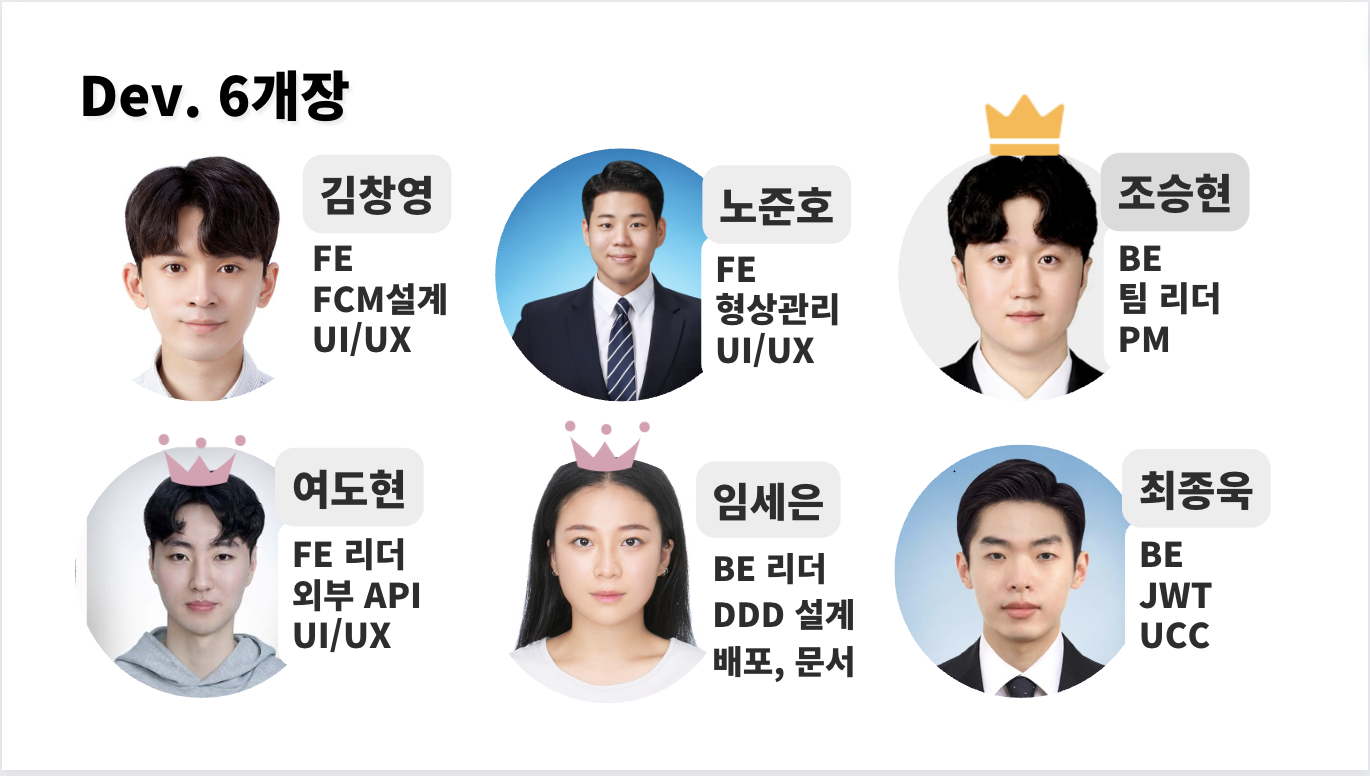 Dev. 6개장
김창영
FE
FCM설계
UI/UX
노준호
FE
형상관리
UI/UX
조승현
BE
팀 리더
PM
여도현
FE 리더
외부 API
UI/UX
임세은
BE 리더
DDD 설계
배포, 문서
최종욱
BE
JWT
UCC